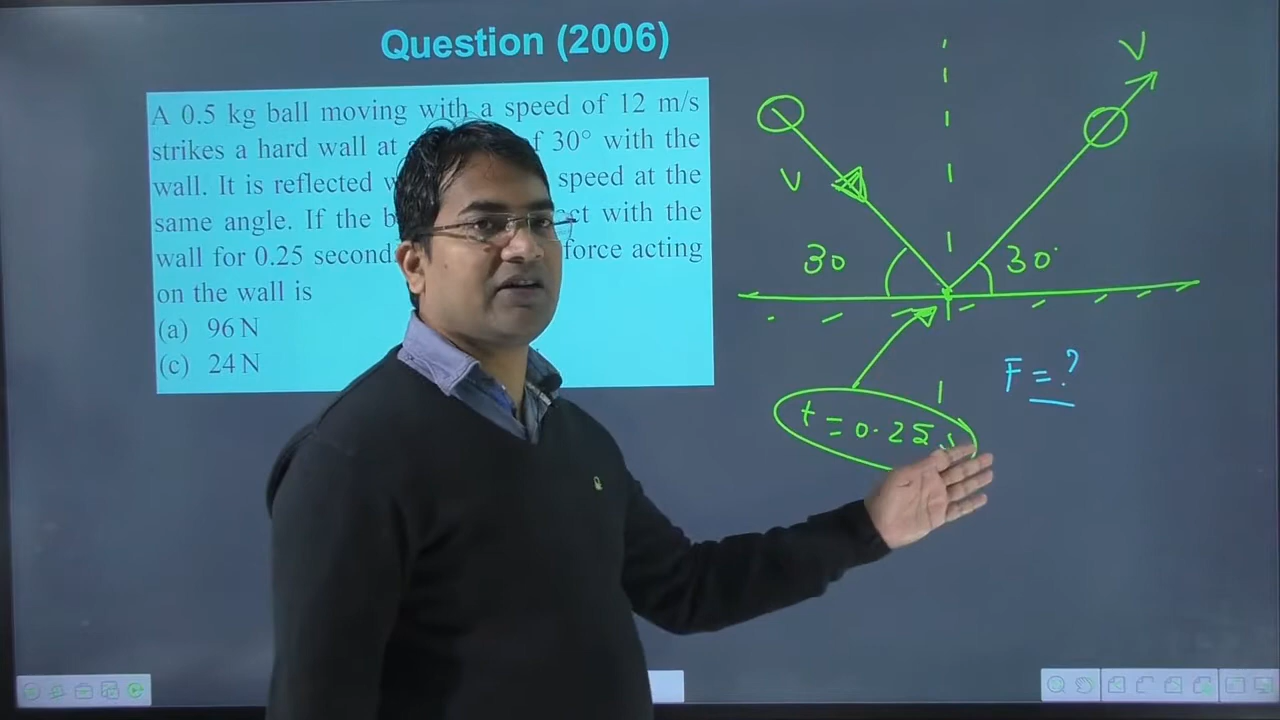 Question (2006)
A 0.5 kg ball moving with a speed of 12 m/s
strikes a hard wall at 30° with the
wall. It is reflected speed at the
same angle. If the with the
wall for 0.25 force acting
on the wall is
(a) 96 N
(c) 24 N
V
V
30
30°
F = ?
t = 0.25